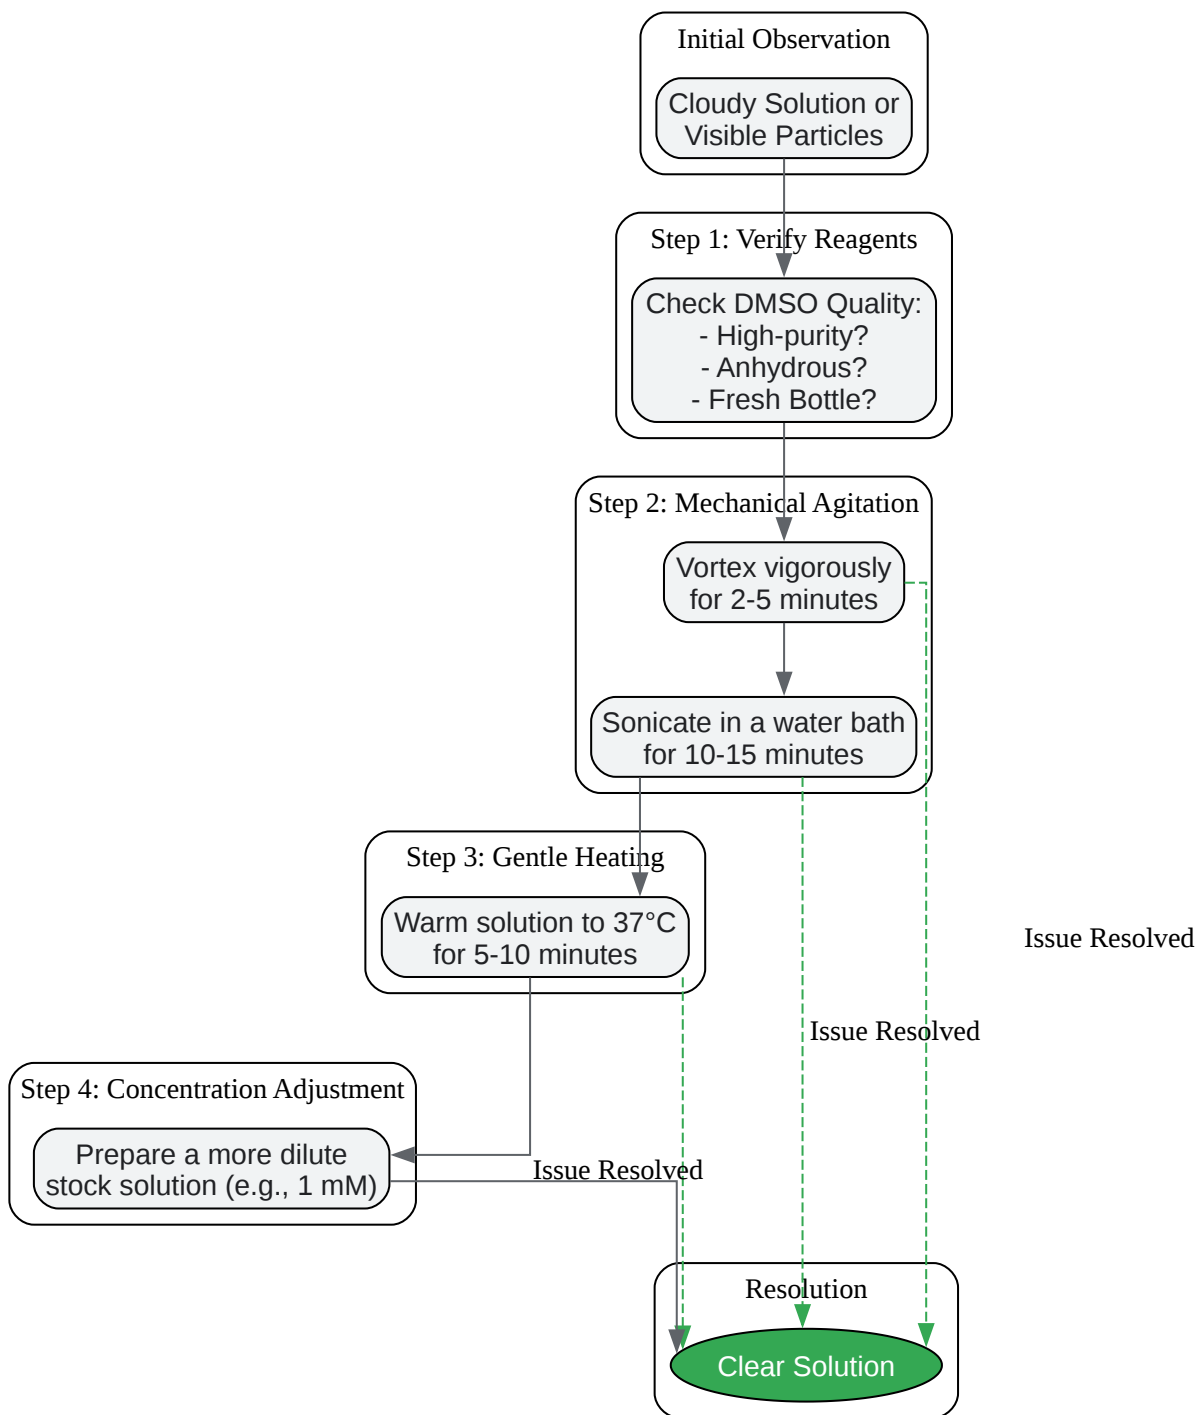 Initial Observation
Cloudy Solution or
Visible Particles
Step 1: Verify Reagents
Check DMSO Quality:
- High-purity?
- Anhydrous?
- Fresh Bottle?
Step 2: Mechanical Agitation
Vortex vigorously
for 2-5 minutes
Sonicate in a water bath
for 10-15 minutes
Step 3: Gentle Heating
Warm solution to 37°C
for 5-10 minutes
Issue Resolved
Issue Resolved
Step 4: Concentration Adjustment
Prepare a more dilute
stock solution (e.g., 1 mM)
Issue Resolved
Resolution
Clear Solution